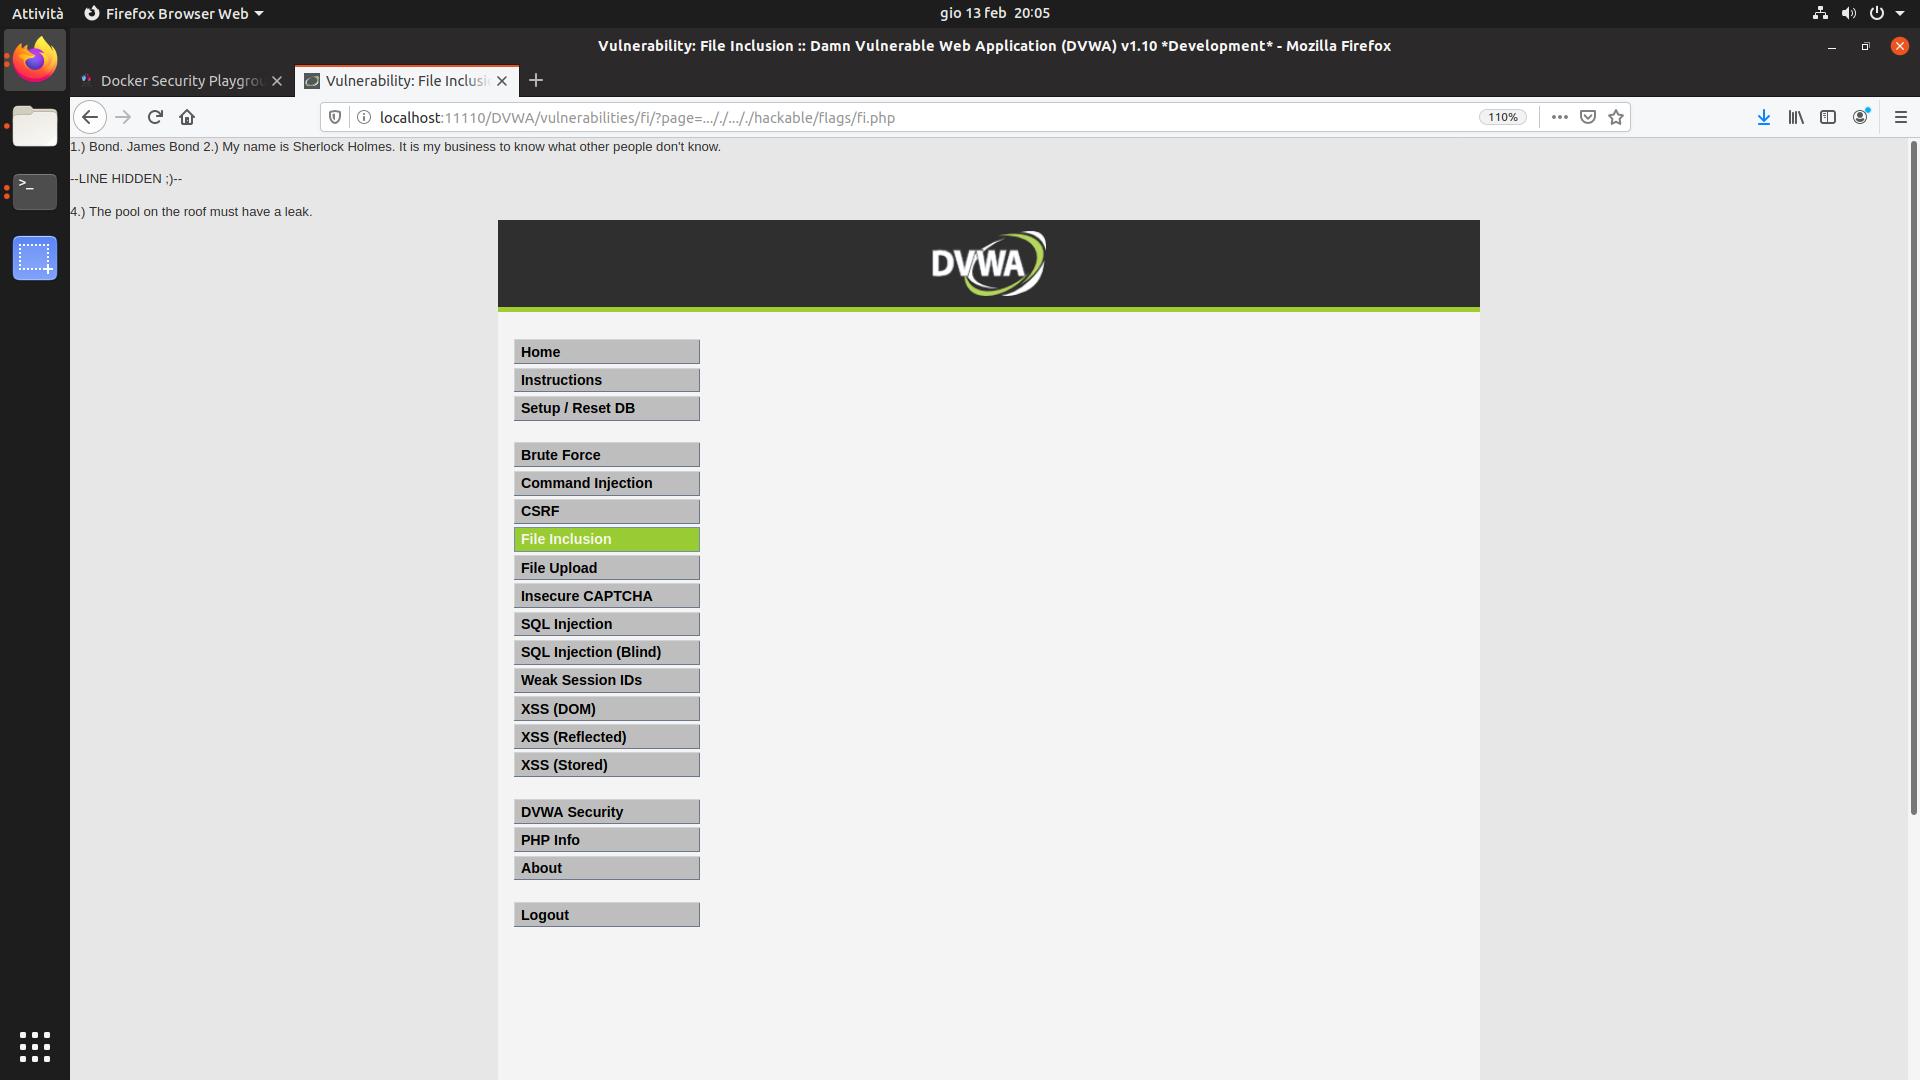 Attività
Firefox Browser Web
gio 13 feb 20:05
Vulnerability: File Inclusion :: Damn Vulnerable Web Application (DVWA) v1.10 *Development* - Mozilla Firefox
Docker Security Playgrou
Vulnerability: File Inclusi
localhost:11110/DVWA/vulnerabilities/fi/?page=..././..././hackable/flags/fi.php
110%
1.) Bond. James Bond 2.) My name is Sherlock Holmes. It is my business to know what other people don't know.
--LINE HIDDEN ;)--
4.) The pool on the roof must have a leak.
DVWA
Home
Instructions
Setup / Reset DB
Brute Force
Command Injection
CSRF
File Inclusion
File Upload
Insecure CAPTCHA
SQL Injection
SQL Injection (Blind)
Weak Session IDs
XSS (DOM)
XSS (Reflected)
XSS (Stored)
DVWA Security
PHP Info
About
Logout